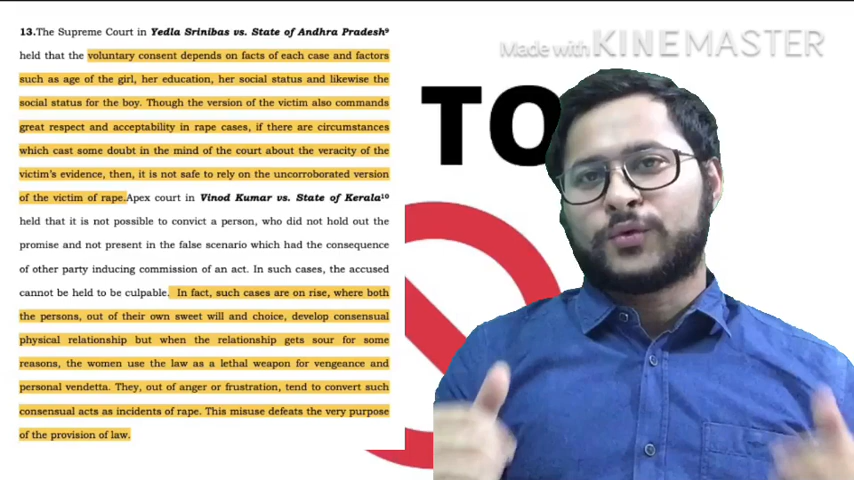 13.The Supreme Court in Yedla Srinibas vs. State of Andhra Pradesh⁹
held that the voluntary consent depends on facts of each case and factors
such as age of the girl, her education, her social status and likewise the
social status for the boy. Though the version of the victim also commands
great respect and acceptability in rape cases, if there are circumstances
which cast some doubt in the mind of the court about the veracity of the
victim's evidence, then, it is not safe to rely on the uncorroborated version
of the victim of rape.Apex court in Vinod Kumar vs. State of Kerala¹⁰
held that it is not possible to convict a person, who did not hold out the
promise and not present in the false scenario which had the consequence
of other party inducing commission of an act. In such cases, the accused
cannot be held to be culpable. In fact, such cases are on rise, where both
the persons, out of their own sweet will and choice, develop consensual
physical relationship but when the relationship gets sour for some
reasons, the women use the law as a lethal weapon for vengeance and
personal vendetta. They, out of anger or frustration, tend to convert such
consensual acts as incidents of rape. This misuse defeats the very purpose
of the provision of law.
Made with KINEMASTER
TO